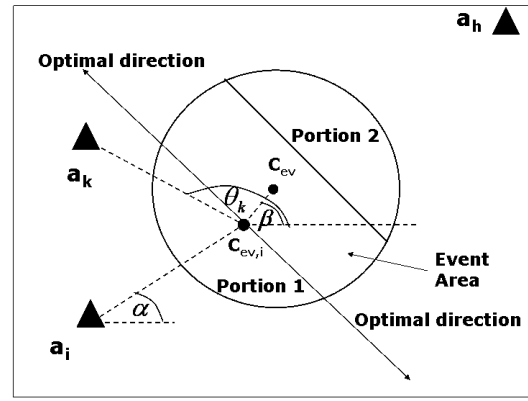 a_h
Optimal direction
Portion 2
a_k
C_ev
θ_k
β
C_ev,i
Event
Area
Portion 1
α
Optimal direction
a_i